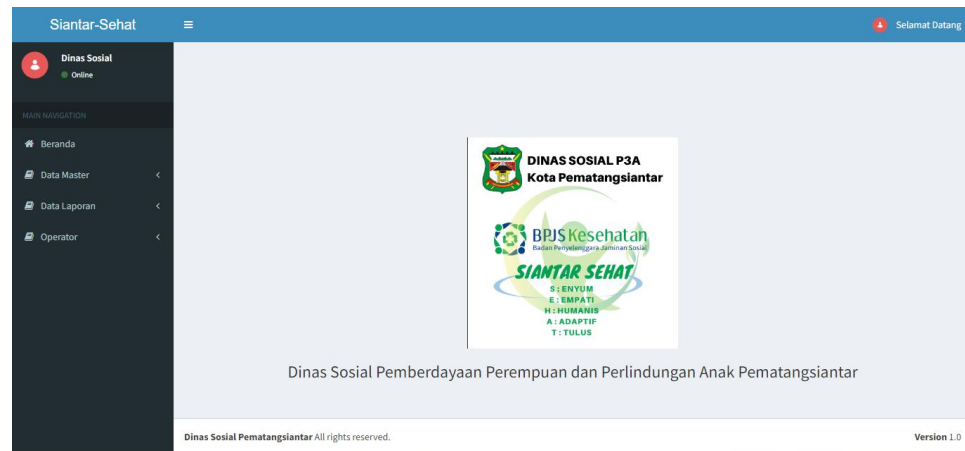 Siantar-Sehat
Selamat Datang
Dinas Sosial
Online
MAIN NAVIGATION
Beranda
Data Master
Data Laporan
Operator
DINAS SOSIAL P3A
Kota Pematangsiantar
BPJS Kesehatan
Badan Penyelenggara Jaminan Sosial
SIANTAR SEHAT
S : ENYUM
E : EMPATI
H : HUMANIS
A : ADAPTIF
T : TULUS
Dinas Sosial Pemberdayaan Perempuan dan Perlindungan Anak Pematangsiantar
Dinas Sosial Pematangsiantar All rights reserved.
Version 1.0